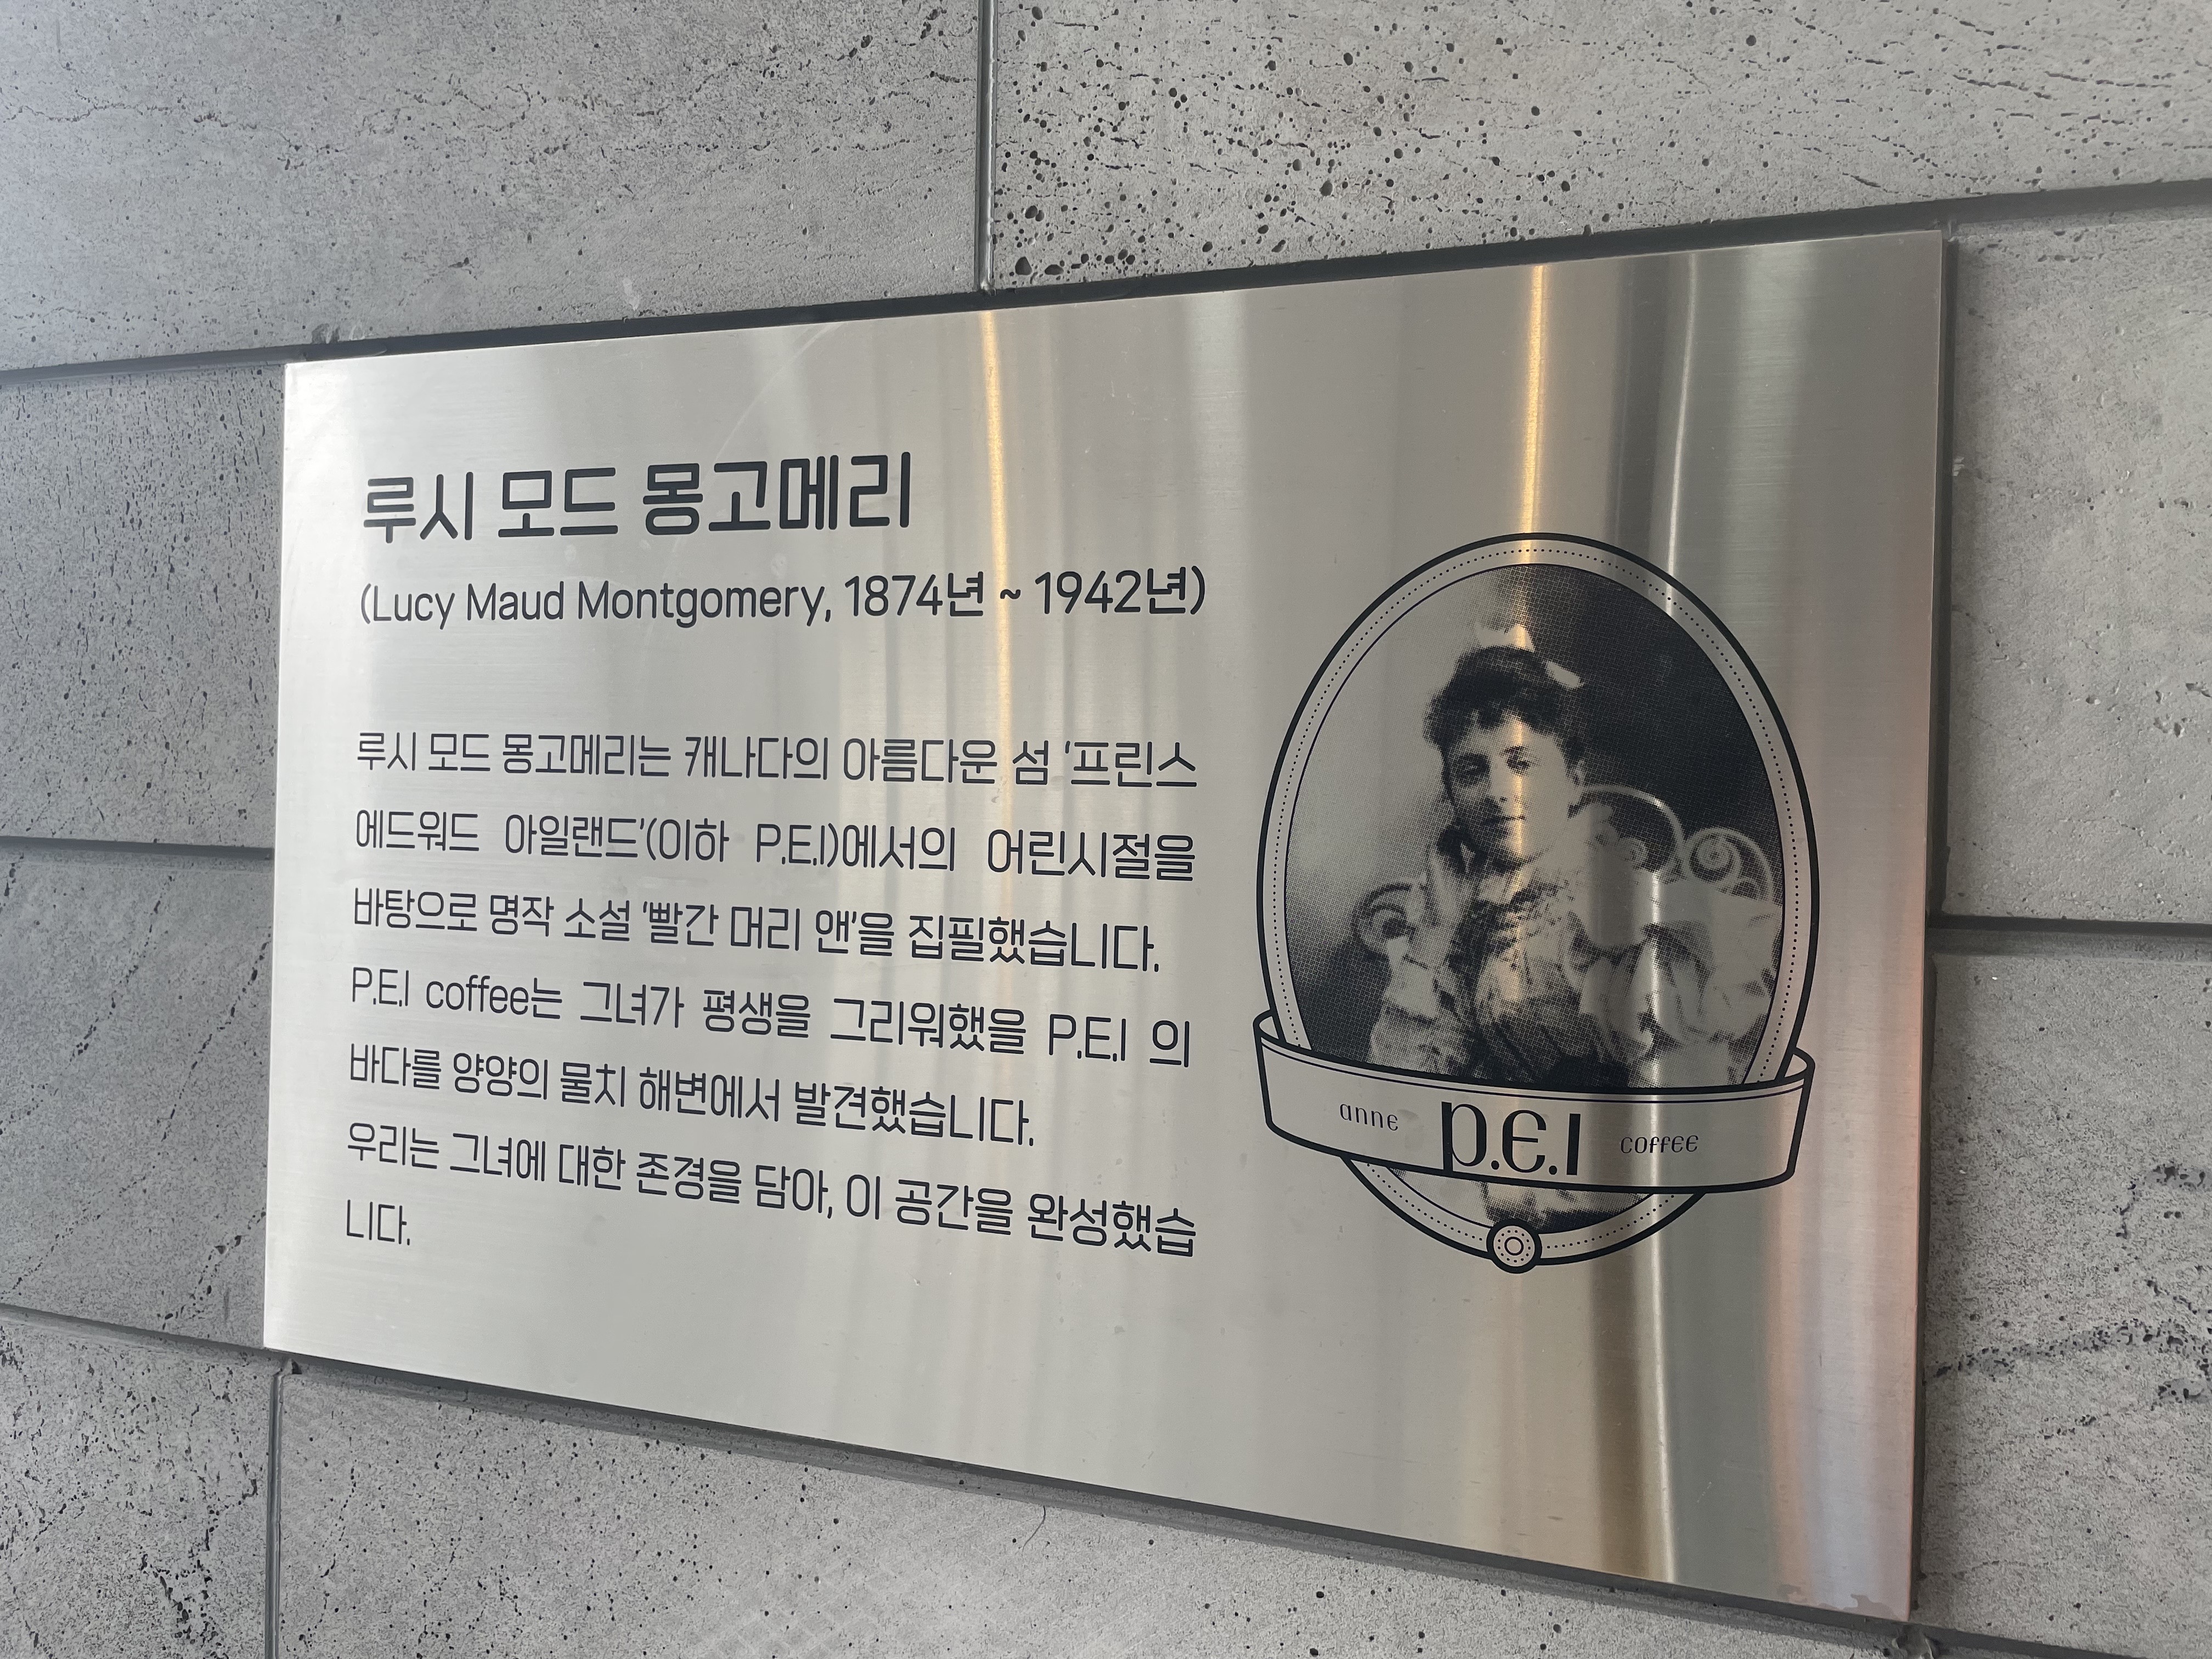 루시 모드 몽고메리
(Lucy Maud Montgomery, 1874년 ~ 1942년)
루시 모드 몽고메리는 캐나다의 아름다운 섬 '프린스
에드워드 아일랜드'(이하 P.E.I)에서의 어린시절을
바탕으로 명작 소설 '빨간 머리 앤'을 집필했습니다.
P.E.I coffee는 그녀가 평생을 그리워했을 P.E.I 의
바다를 양양의 물치 해변에서 발견했습니다.
우리는 그녀에 대한 존경을 담아, 이 공간을 완성했습
니다.
anne p.e.i coffee